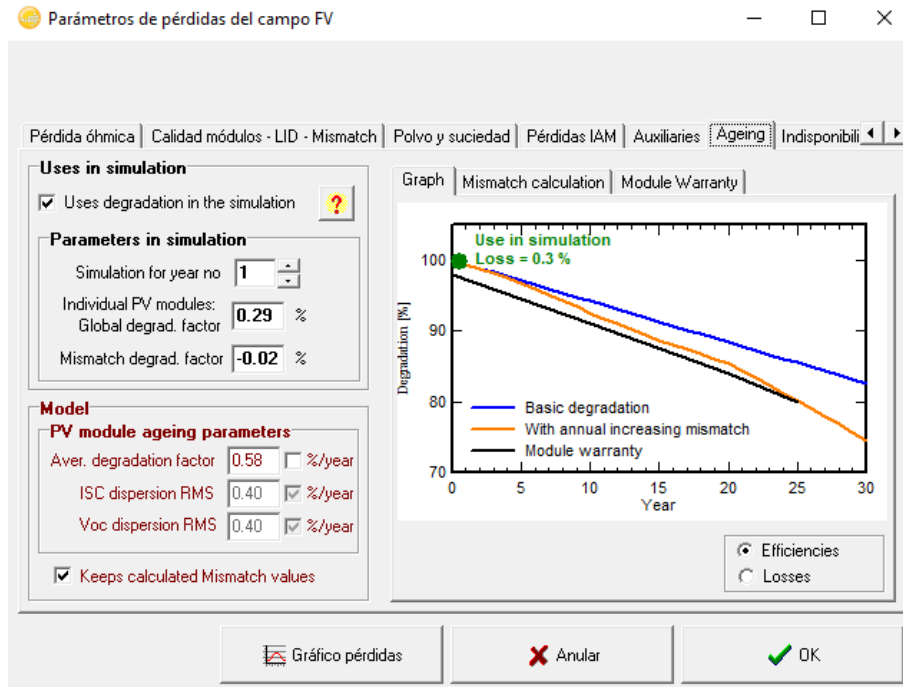 Parámetros de pérdidas del campo FV
Pérdida óhmica Calidad módulos - LID - Mismatch Polvo y suciedad Pérdidas IAM Auxiliaries Ageing Indisponibili
Uses in simulation
Uses degradation in the simulation ?
Parameters in simulation
Simulation for year no 1
Individual PV modules:
Global degrad. factor 0.29 %
Mismatch degrad. factor -0.02 %
Model
PV module ageing parameters
Aver. degradation factor 0.58 %/year
ISC dispersion RMS 0.40 %/year
Voc dispersion RMS 0.40 %/year
Keeps calculated Mismatch values
Graph Mismatch calculation Module Warranty
Use in simulation
Loss = 0.3 %
Degradation [%]
100
90
80
70
Basic degradation
With annual increasing mismatch
Module warranty
0 5 10 15 20 25 30
Year
Efficiencies
Losses
Gráfico pérdidas Anular OK